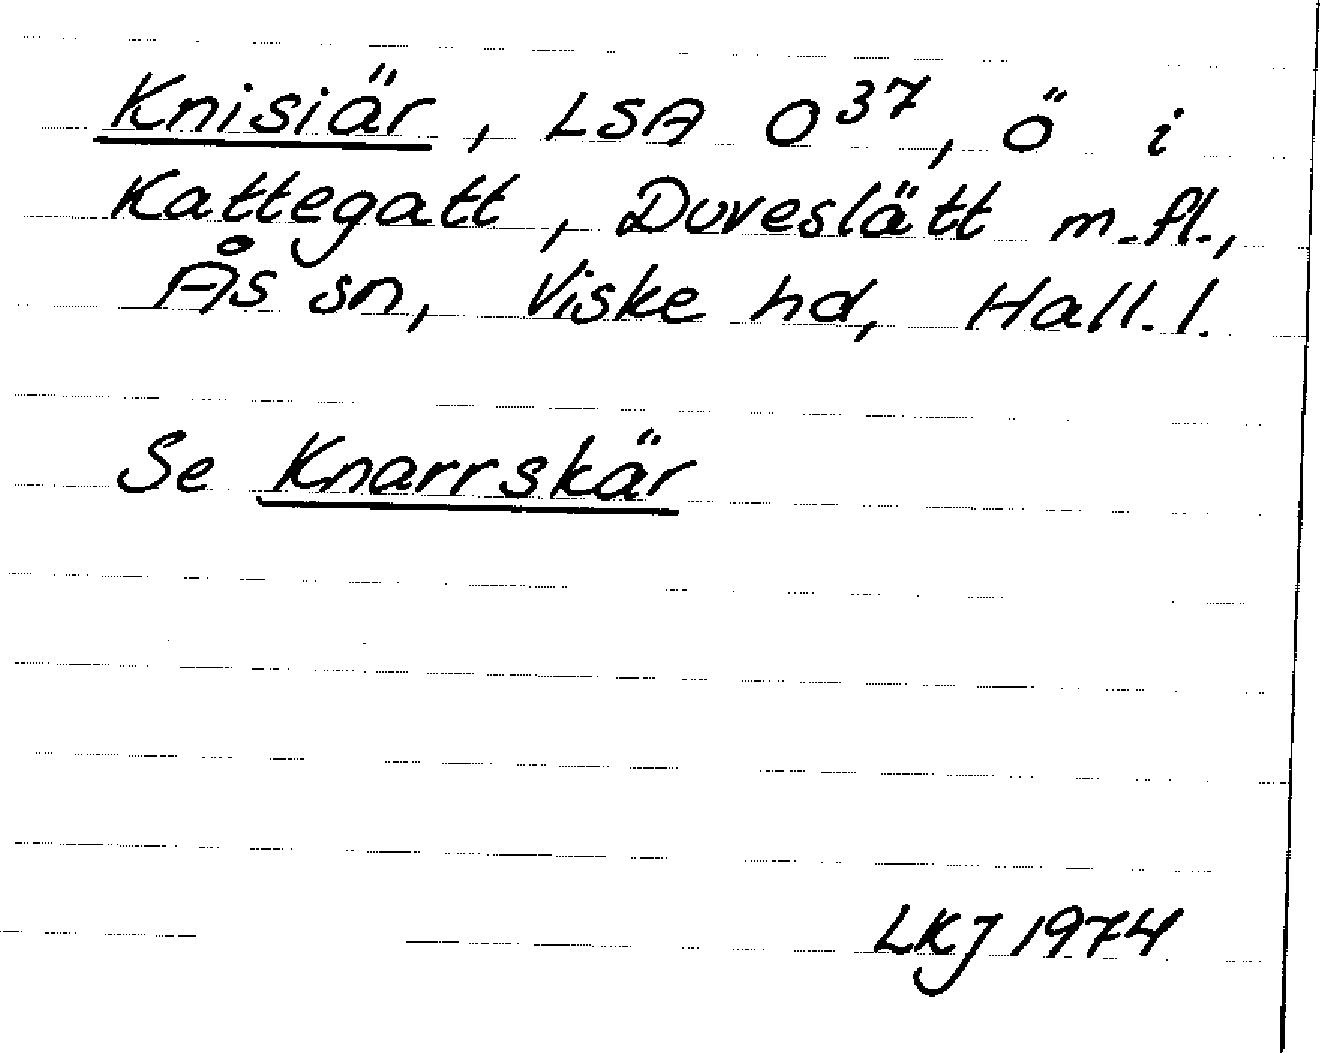 Knisiär, LSA O³⁷, ö i
Kattegatt, Duveslätt m.fl.,
Ås sn, Viske hd, Hall. l.
Se Knarrskär
LKJ 1974